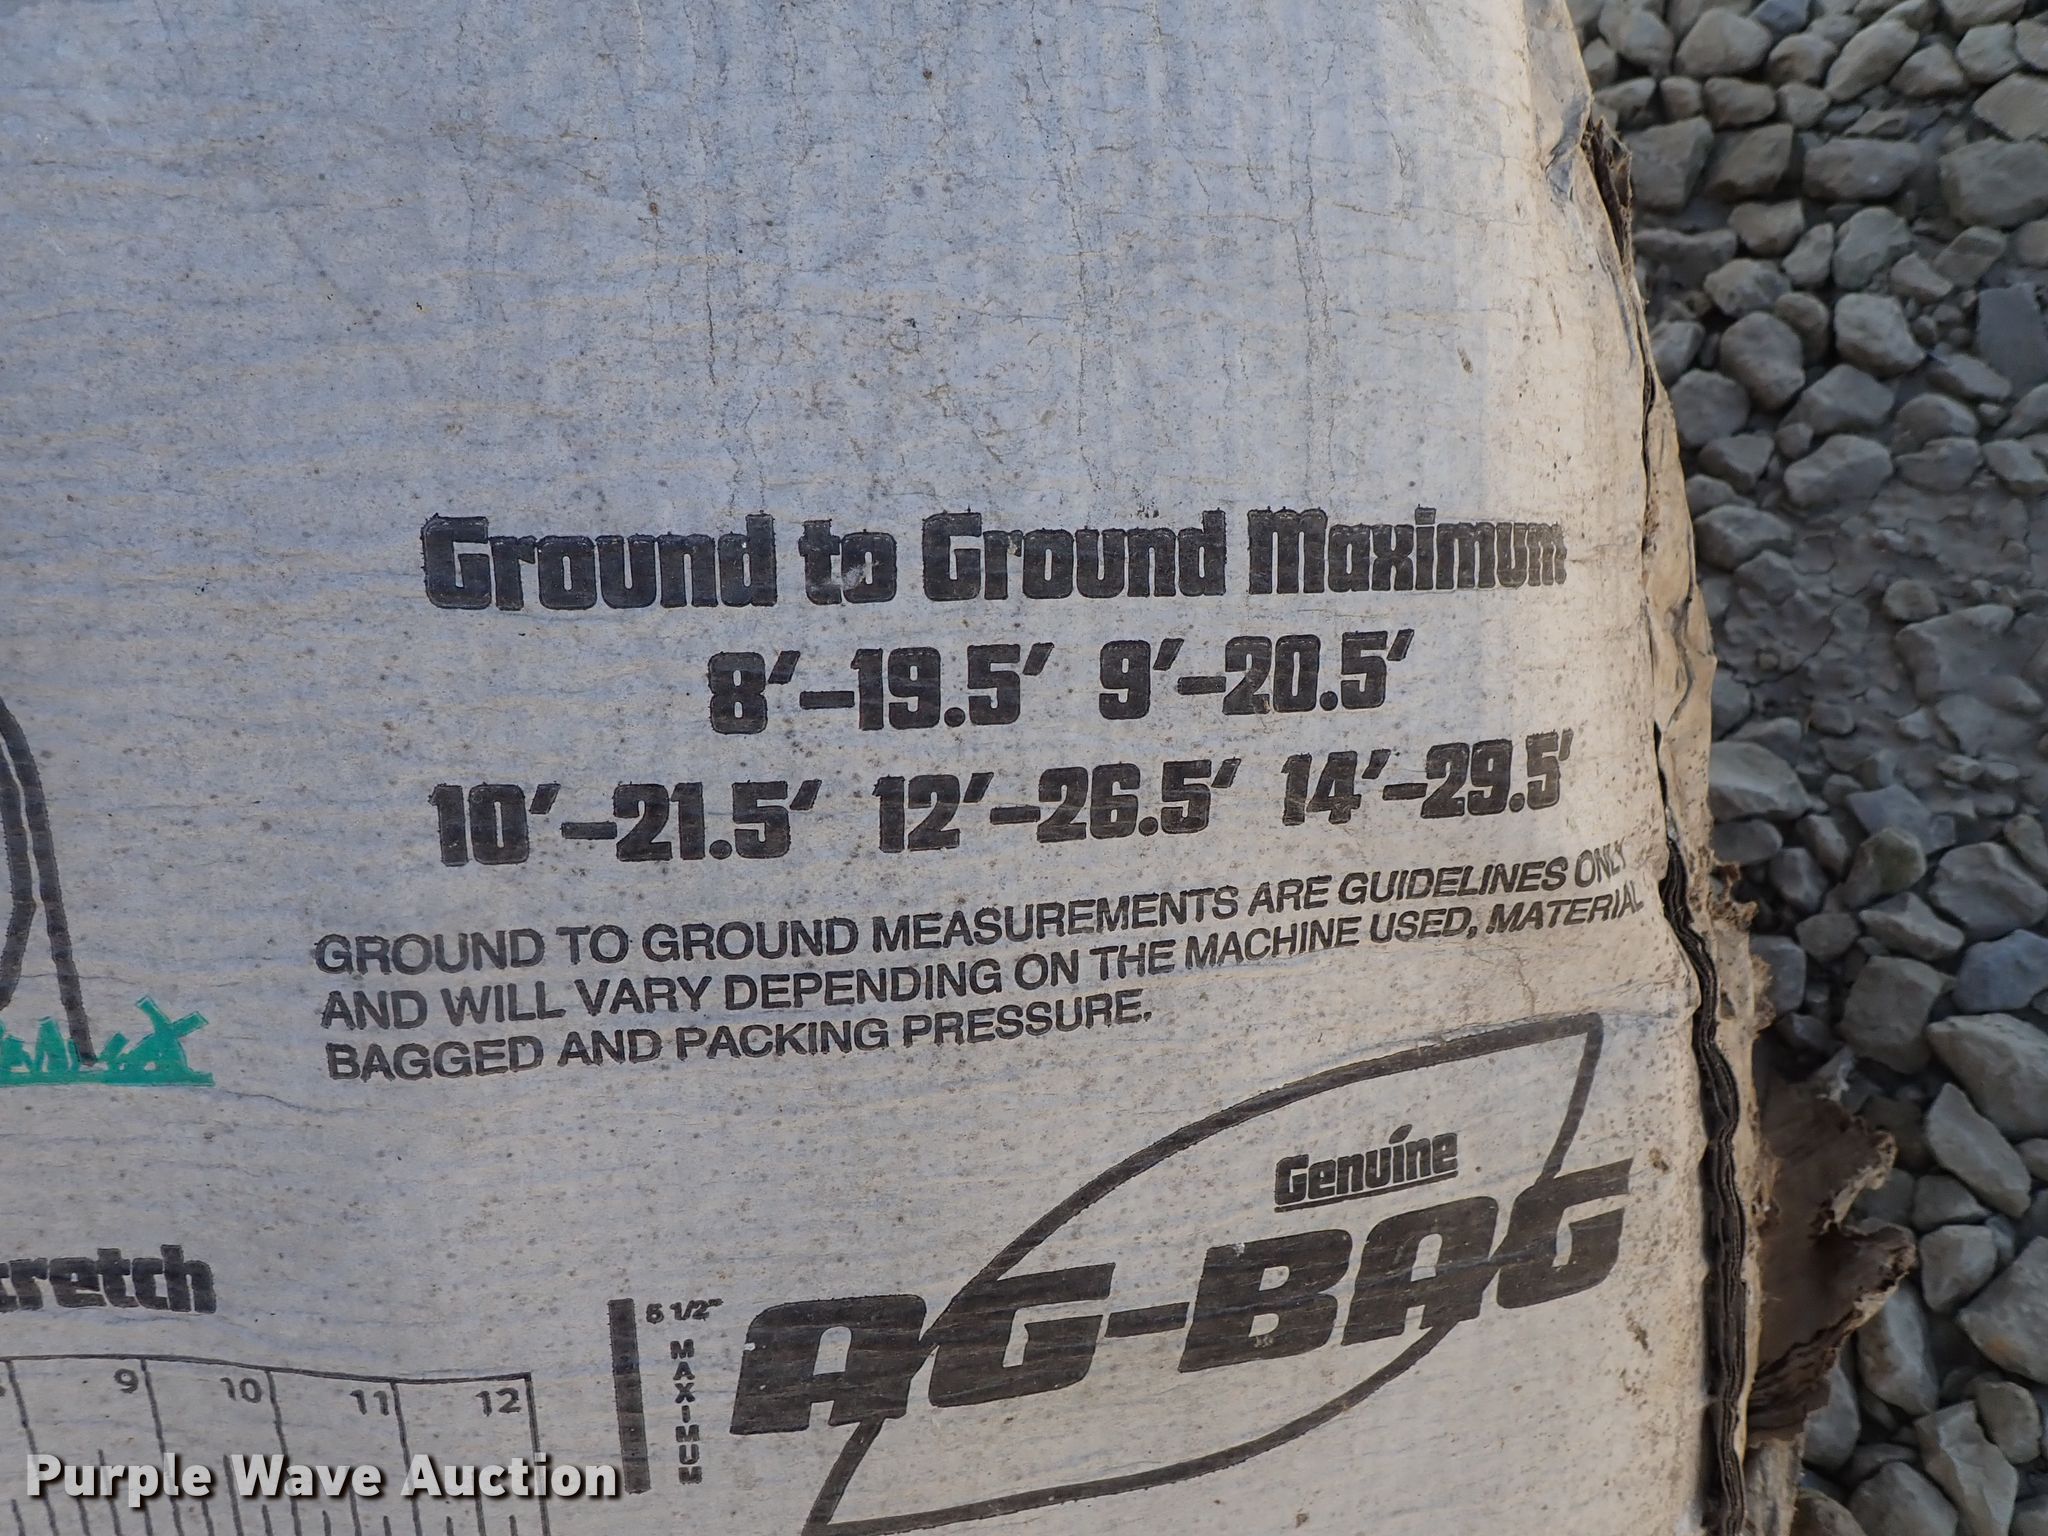 Ground to Ground Maximum
8'-19.5' 9'-20.5'
10'-21.5' 12'-26.5' 14'-29.5'
GROUND TO GROUND MEASUREMENTS ARE GUIDELINES ONLY
AND WILL VARY DEPENDING ON THE MACHINE USED, MATERIAL
BAGGED AND PACKING PRESSURE.
Genuine
AG-BAG
tretch
5 1/2"
MAXIMUM
9 10 11 12
Purple Wave Auction